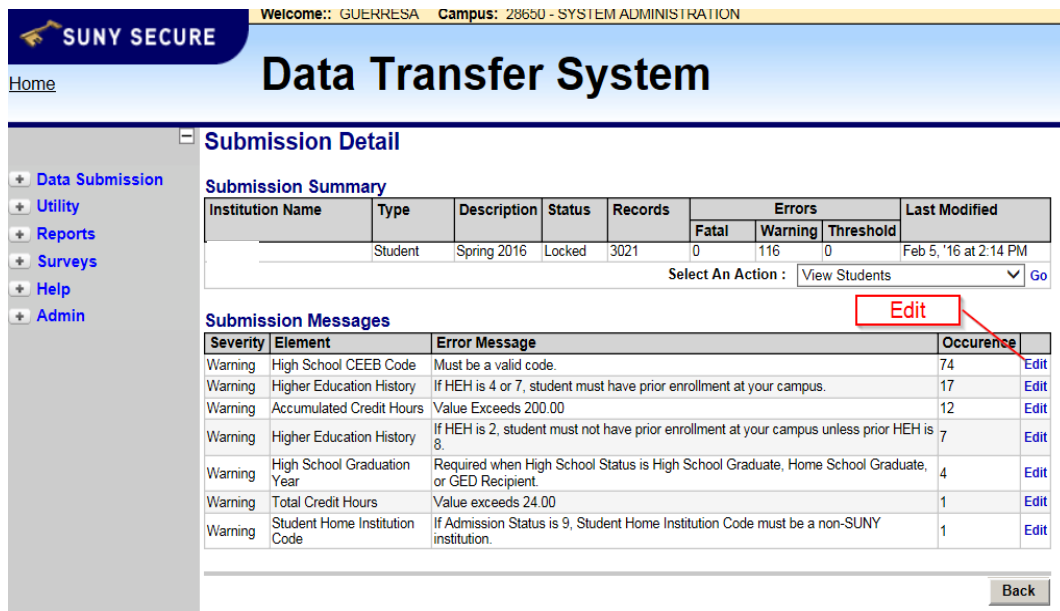 Welcome:: GUERRESA Campus: 28650 - SYSTEM ADMINISTRATION
SUNY SECURE
Home
Data Transfer System
Submission Detail
Data Submission
Utility
Reports
Surveys
Help
Admin
Submission Summary
Institution Name Type Description Status Records Errors Last Modified
Fatal Warning Threshold
Student Spring 2016 Locked 3021 0 116 0 Feb 5, '16 at 2:14 PM
Select An Action : View Students Go
Edit
Submission Messages
Severity Element Error Message Occurence
Warning High School CEEB Code Must be a valid code. 74 Edit
Warning Higher Education History If HEH is 4 or 7, student must have prior enrollment at your campus. 17 Edit
Warning Accumulated Credit Hours Value Exceeds 200.00 12 Edit
Warning Higher Education History If HEH is 2, student must not have prior enrollment at your campus unless prior HEH is
8. 7 Edit
Warning High School Graduation
Year Required when High School Status is High School Graduate, Home School Graduate,
or GED Recipient. 4 Edit
Warning Total Credit Hours Value exceeds 24.00 1 Edit
Warning Student Home Institution
Code If Admission Status is 9, Student Home Institution Code must be a non-SUNY
institution. 1 Edit
Back